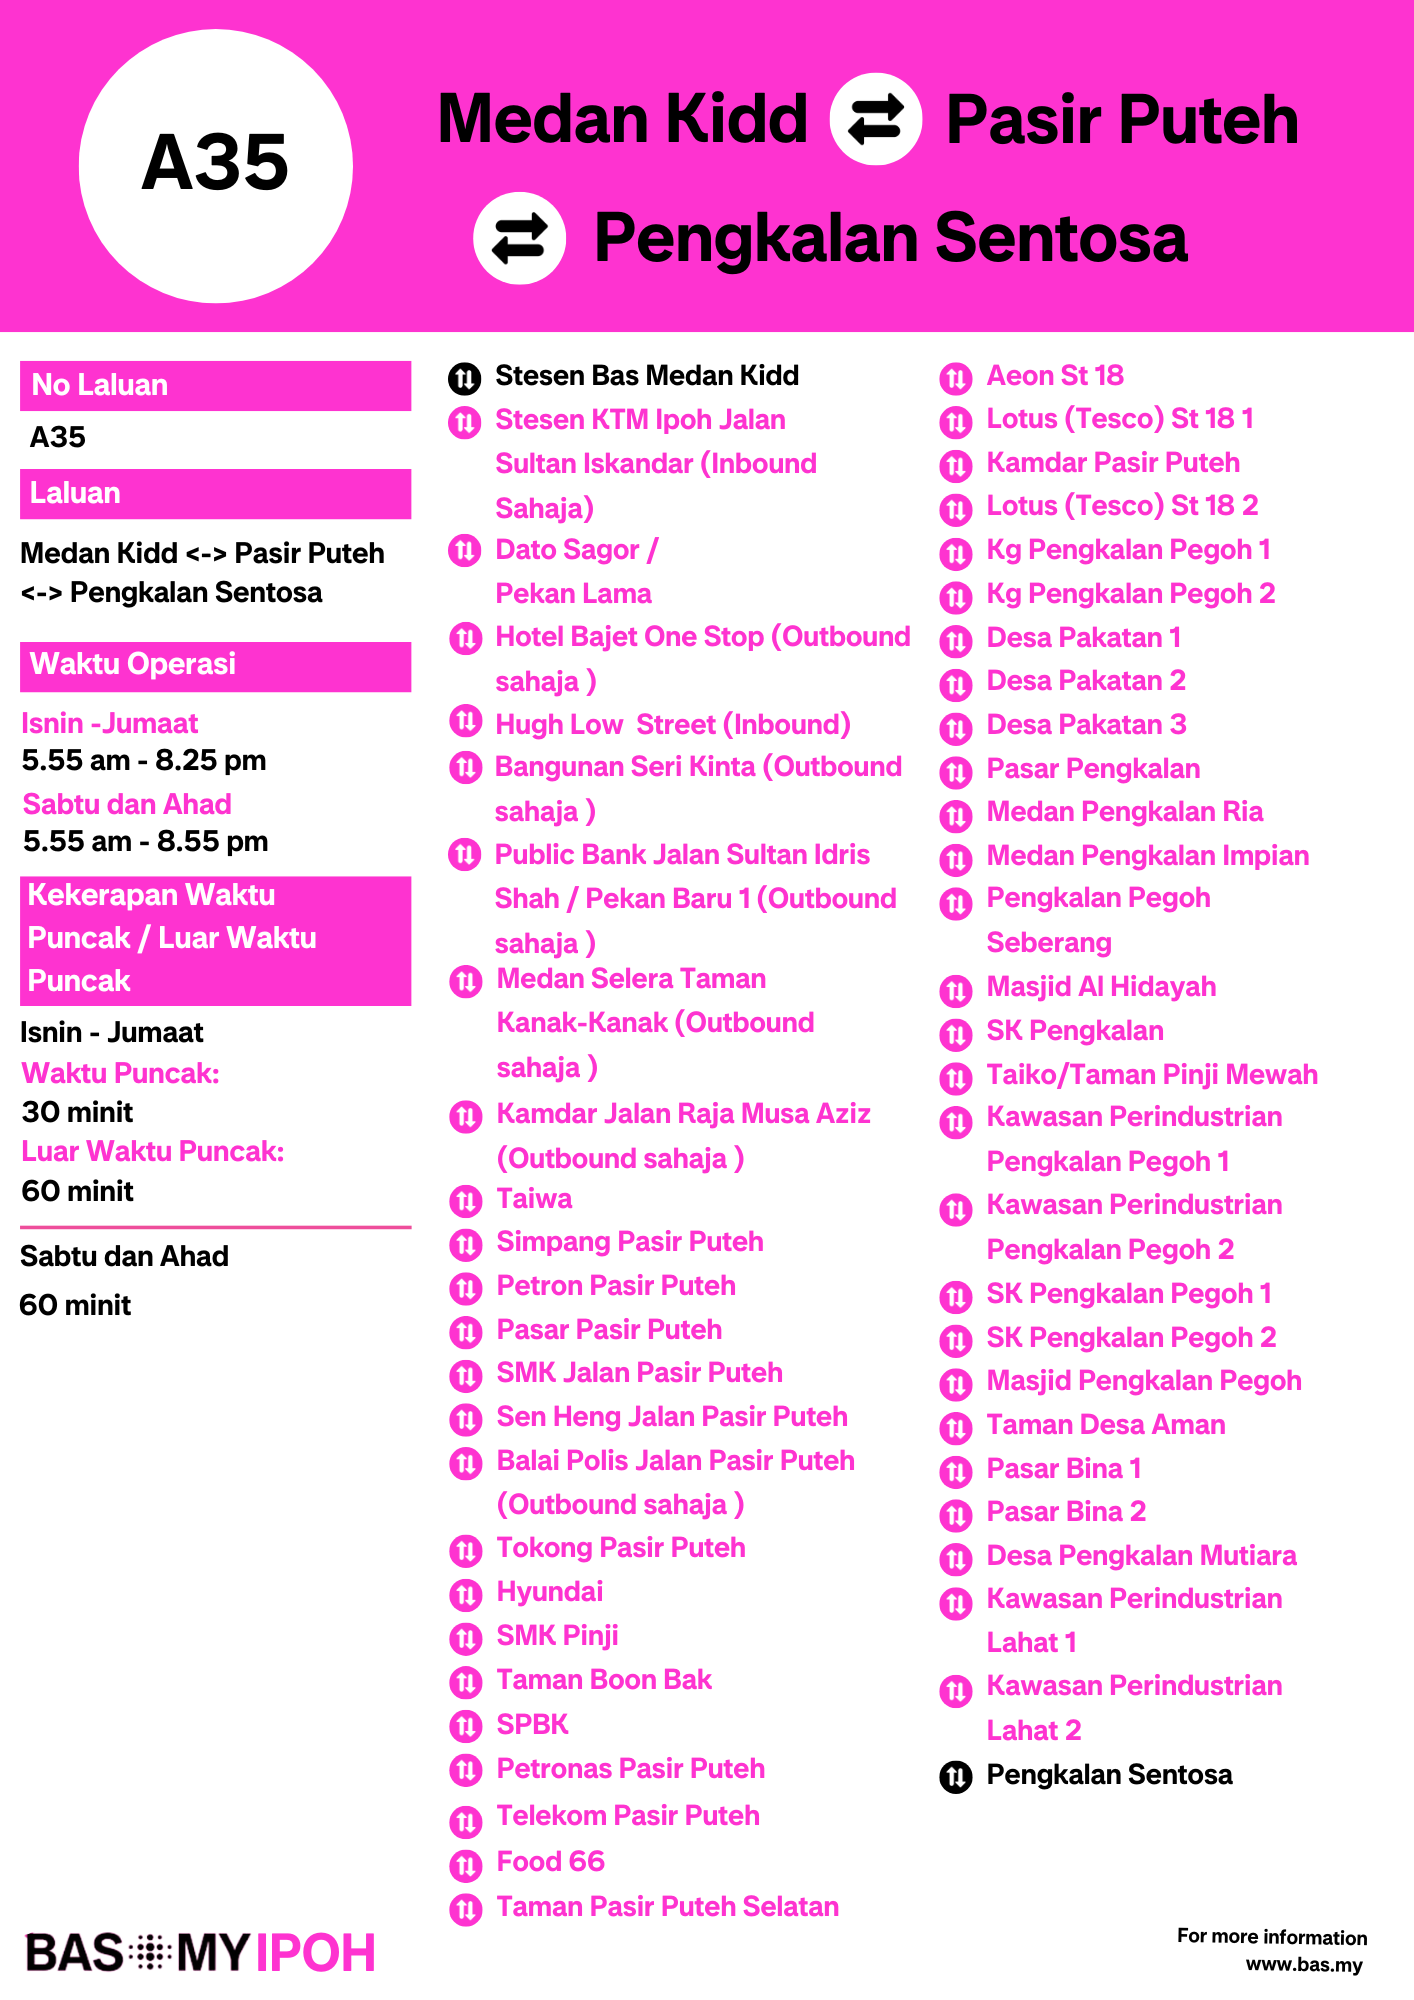 A35
Medan Kidd
Pasir Puteh
Pengkalan Sentosa
No Laluan
A35
Laluan
Medan Kidd <-> Pasir Puteh
<-> Pengkalan Sentosa
Waktu Operasi
Isnin -Jumaat
5.55 am - 8.25 pm
Sabtu dan Ahad
5.55 am - 8.55 pm
Kekerapan Waktu
Puncak / Luar Waktu
Puncak
Isnin - Jumaat
Waktu Puncak:
30 minit
Luar Waktu Puncak:
60 minit
Sabtu dan Ahad
60 minit
Stesen Bas Medan Kidd
Stesen KTM Ipoh Jalan
Sultan Iskandar (Inbound
Sahaja)
Dato Sagor /
Pekan Lama
Hotel Bajet One Stop (Outbound
sahaja )
Hugh Low  Street (Inbound)
Bangunan Seri Kinta (Outbound
sahaja )
Public Bank Jalan Sultan Idris
Shah / Pekan Baru 1 (Outbound
sahaja )
Medan Selera Taman
Kanak-Kanak (Outbound
sahaja )
Kamdar Jalan Raja Musa Aziz
(Outbound sahaja )
Taiwa
Simpang Pasir Puteh
Petron Pasir Puteh
Pasar Pasir Puteh
SMK Jalan Pasir Puteh
Sen Heng Jalan Pasir Puteh
Balai Polis Jalan Pasir Puteh
(Outbound sahaja )
Tokong Pasir Puteh
Hyundai
SMK Pinji
Taman Boon Bak
SPBK
Petronas Pasir Puteh
Telekom Pasir Puteh
Food 66
Taman Pasir Puteh Selatan
Aeon St 18
Lotus (Tesco) St 18 1
Kamdar Pasir Puteh
Lotus (Tesco) St 18 2
Kg Pengkalan Pegoh 1
Kg Pengkalan Pegoh 2
Desa Pakatan 1
Desa Pakatan 2
Desa Pakatan 3
Pasar Pengkalan
Medan Pengkalan Ria
Medan Pengkalan Impian
Pengkalan Pegoh
Seberang
Masjid Al Hidayah
SK Pengkalan
Taiko/Taman Pinji Mewah
Kawasan Perindustrian
Pengkalan Pegoh 1
Kawasan Perindustrian
Pengkalan Pegoh 2
SK Pengkalan Pegoh 1
SK Pengkalan Pegoh 2
Masjid Pengkalan Pegoh
Taman Desa Aman
Pasar Bina 1
Pasar Bina 2
Desa Pengkalan Mutiara
Kawasan Perindustrian
Lahat 1
Kawasan Perindustrian
Lahat 2
Pengkalan Sentosa
BAS MY IPOH
For more information
www.bas.my